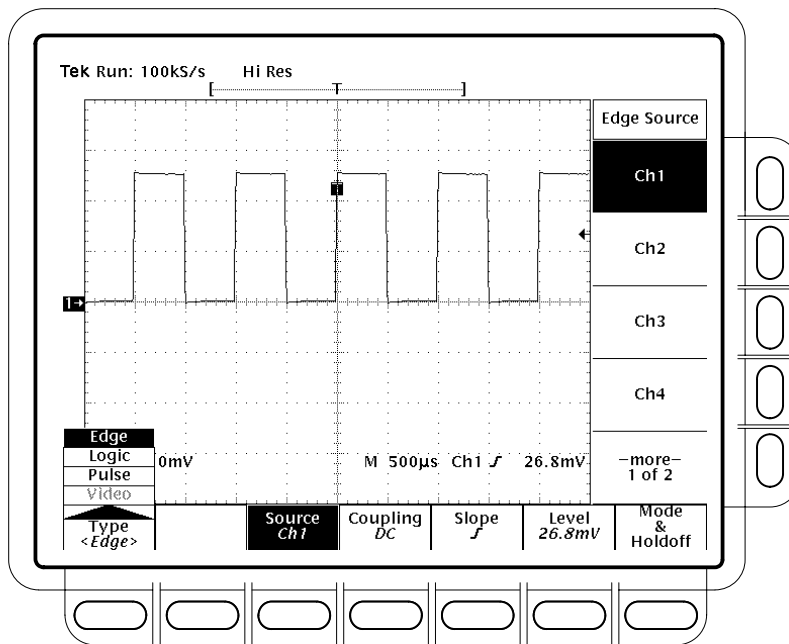 Tek Run: 100kS/s Hi Res
[ T ]
Edge Source
Ch1
Ch2
Ch3
Ch4
–more–
1 of 2
T
1
0mV M 500µs Ch1 26.8mV
Edge
Logic
Pulse
Video
Type
<Edge>
Source
Ch1
Coupling
DC
Slope
Level
26.8mV
Mode
&
Holdoff